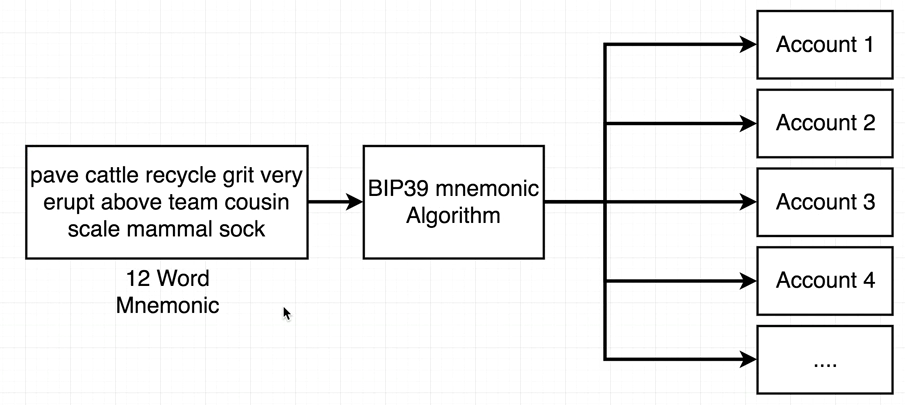 pave cattle recycle grit very
erupt above team cousin
scale mammal sock
12 Word
Mnemonic
BIP39 mnemonic
Algorithm
Account 1
Account 2
Account 3
Account 4
....